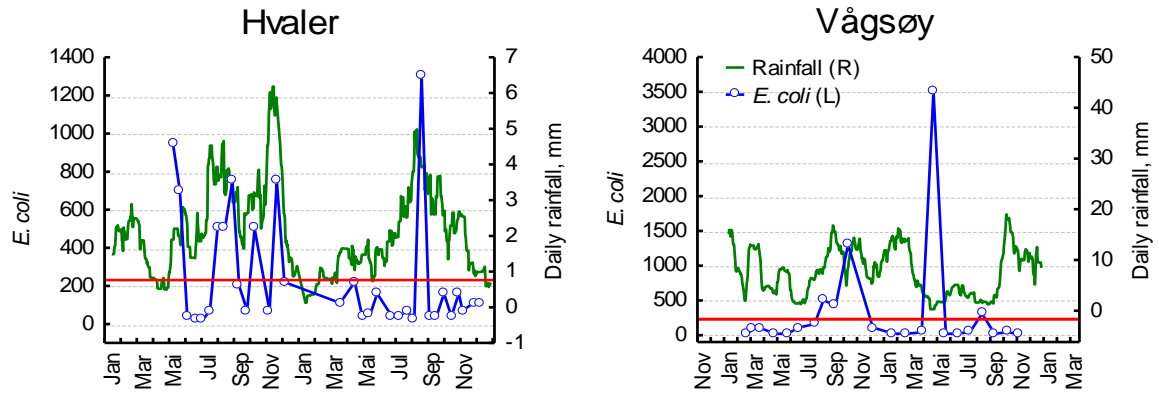 Hvaler
1400
1200
1000
800
600
400
200
0
E. coli
7
6
5
4
3
2
1
0
-1
Daily rainfall, mm
Jan
Mar
Mai
Jul
Sep
Nov
Jan
Mar
Mai
Jul
Sep
Nov
Vågsøy
4000
3500
3000
2500
2000
1500
1000
500
0
E. coli
Rainfall (R)
E. coli (L)
50
40
30
20
10
0
Daily rainfall, mm
Nov
Jan
Mar
Mai
Jul
Sep
Nov
Jan
Mar
Mai
Jul
Sep
Nov
Jan
Mar